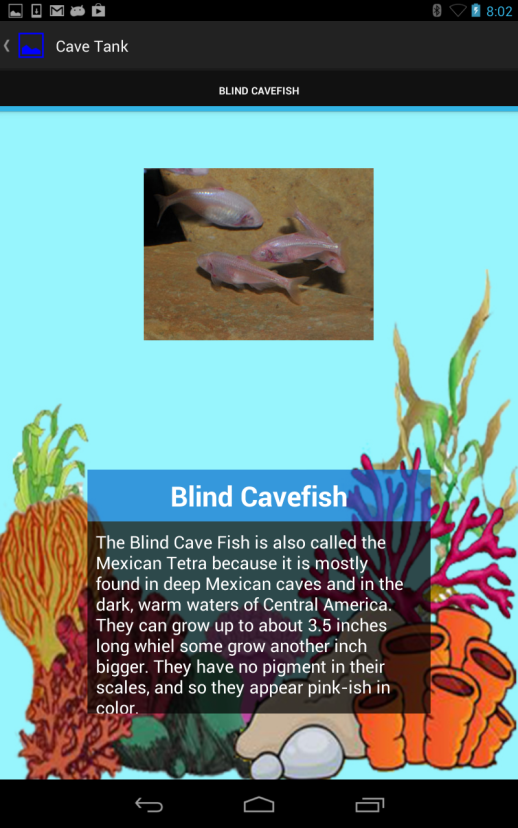 8:02
Cave Tank
BLIND CAVEFISH
Blind Cavefish
The Blind Cave Fish is also called the
Mexican Tetra because it is mostly
found in deep Mexican caves and in the
dark, warm waters of Central America.
They can grow up to about 3.5 inches
long whiel some grow another inch
bigger. They have no pigment in their
scales, and so they appear pink-ish in
color.